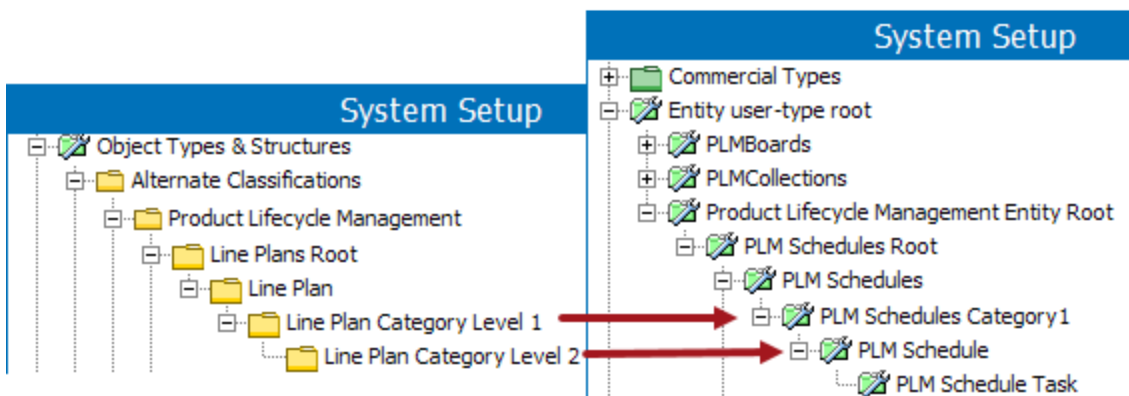 System Setup
Object Types & Structures
Alternate Classifications
Product Lifecycle Management
Line Plans Root
Line Plan
Line Plan Category Level 1
Line Plan Category Level 2
System Setup
Commercial Types
Entity user-type root
PLMBoards
PLMCollections
Product Lifecycle Management Entity Root
PLM Schedules Root
PLM Schedules
PLM Schedules Category1
PLM Schedule
PLM Schedule Task